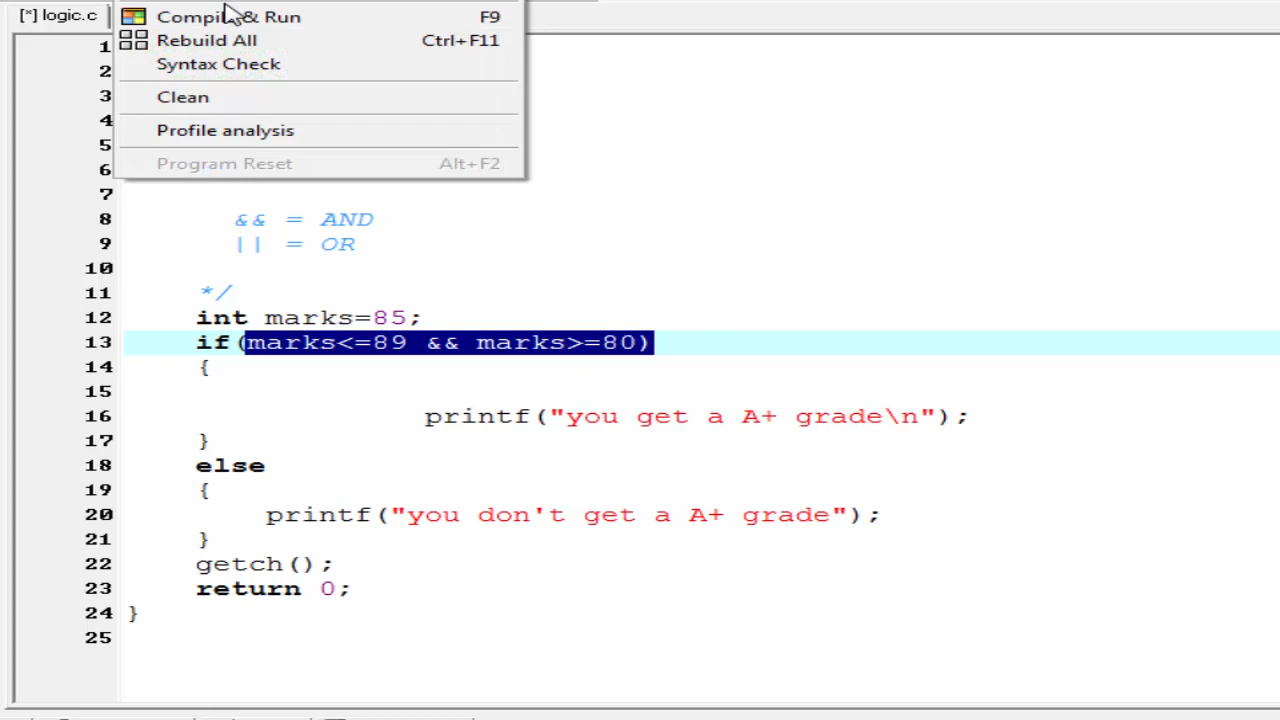 [*] logic.c
Compile & Run F9
Rebuild All Ctrl+F11
Syntax Check
Clean
Profile analysis
Program Reset Alt+F2
1
2
3
4
5
6
7
8 && = AND
9 || = OR
10
11 */
12 int marks=85;
13 if(marks<=89 && marks>=80)
14 {
15
16 printf("you get a A+ grade\n");
17 }
18 else
19 {
20 printf("you don't get a A+ grade");
21 }
22 getch();
23 return 0;
24 }
25